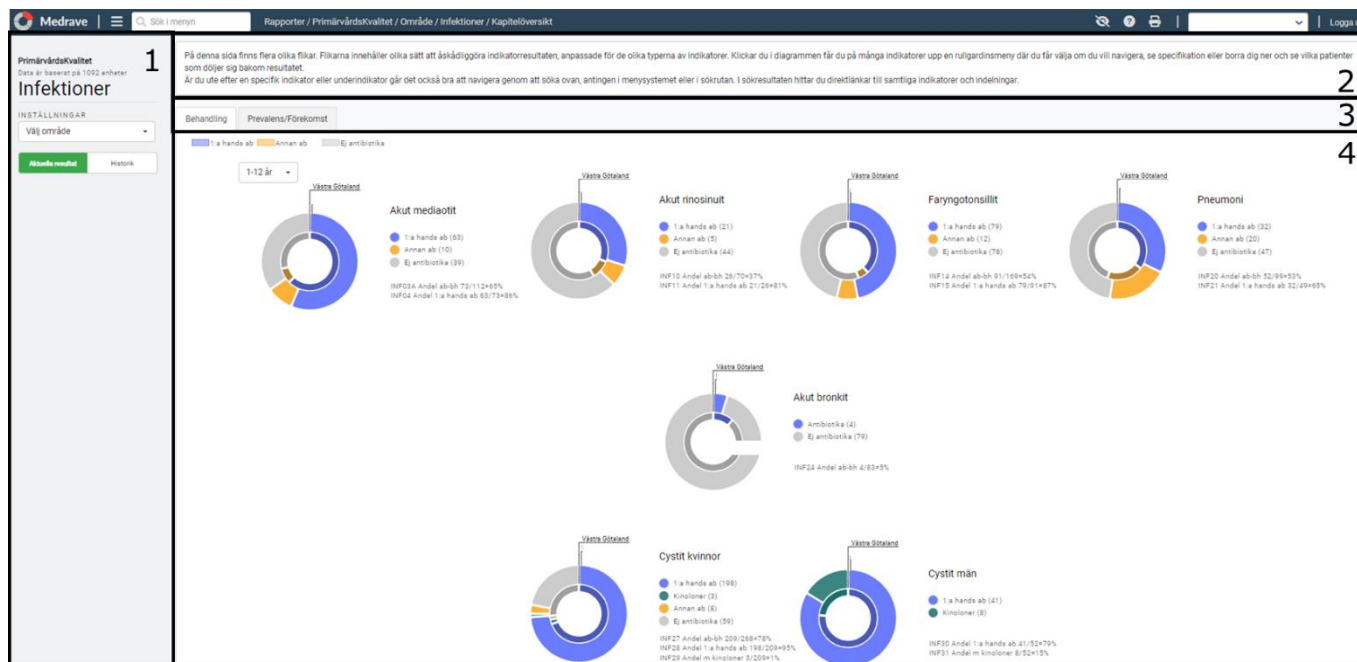 Medrave
Sök i menyn
Rapporter / PrimärvårdsKvalitet / Område / Infektioner / Kapitelöversikt
Logga u
PrimärvårdsKvalitet
Data är baserat på 1092 enheter
Infektioner
INSTÄLLNINGAR
Välj område
Aktuella resultat
Historik
1
På denna sida finns flera olika flikar. Flikarna innehåller olika sätt att åskådliggöra indikatorresultaten, anpassade för de olika typerna av indikatorer. Klickar du i diagrammen får du på många indikatorer upp en rullgardinsmeny där du får välja om du vill navigera, se specifikation eller borra dig ner och se vilka patienter
som döljer sig bakom resultatet.
Är du ute efter en specifik indikator eller underindikator går det också bra att navigera genom att söka ovan, antingen i menysystemet eller i sökrutan. I sökresultaten hittar du direktlänkar till samtliga indikatorer och indelningar.
2
Behandling
Prevalens/Förekomst
3
1:a hands ab
Annan ab
Ej antibiotika
4
1-12 år
Västra Götaland
Akut mediaotit
1:a hands ab (63)
Annan ab (10)
Ej antibiotika (39)
INF03A Andel ab-bh 73/112=65%
INF04 Andel 1:a hands ab 63/73=86%
Västra Götaland
Akut rinosinuit
1:a hands ab (21)
Annan ab (5)
Ej antibiotika (44)
INF10 Andel ab-bh 26/70=37%
INF11 Andel 1:a hands ab 21/26=81%
Västra Götaland
Faryngotonsillit
1:a hands ab (79)
Annan ab (12)
Ej antibiotika (78)
INF14 Andel ab-bh 91/169=54%
INF15 Andel 1:a hands ab 79/91=87%
Västra Götaland
Pneumoni
1:a hands ab (32)
Annan ab (20)
Ej antibiotika (47)
INF20 Andel ab-bh 52/99=53%
INF21 Andel 1:a hands ab 32/49=65%
Västra Götaland
Akut bronkit
Antibiotika (4)
Ej antibiotika (79)
INF24 Andel ab-bh 4/83=5%
Västra Götaland
Cystit kvinnor
1:a hands ab (198)
Kinoloner (3)
Annan ab (8)
Ej antibiotika (59)
INF27 Andel ab-bh 209/268=78%
INF28 Andel 1:a hands ab 198/209=95%
INF29 Andel m kinoloner 3/209=1%
Västra Götaland
Cystit män
1:a hands ab (41)
Kinoloner (8)
INF30 Andel 1:a hands ab 41/52=79%
INF31 Andel m kinoloner 8/52=15%